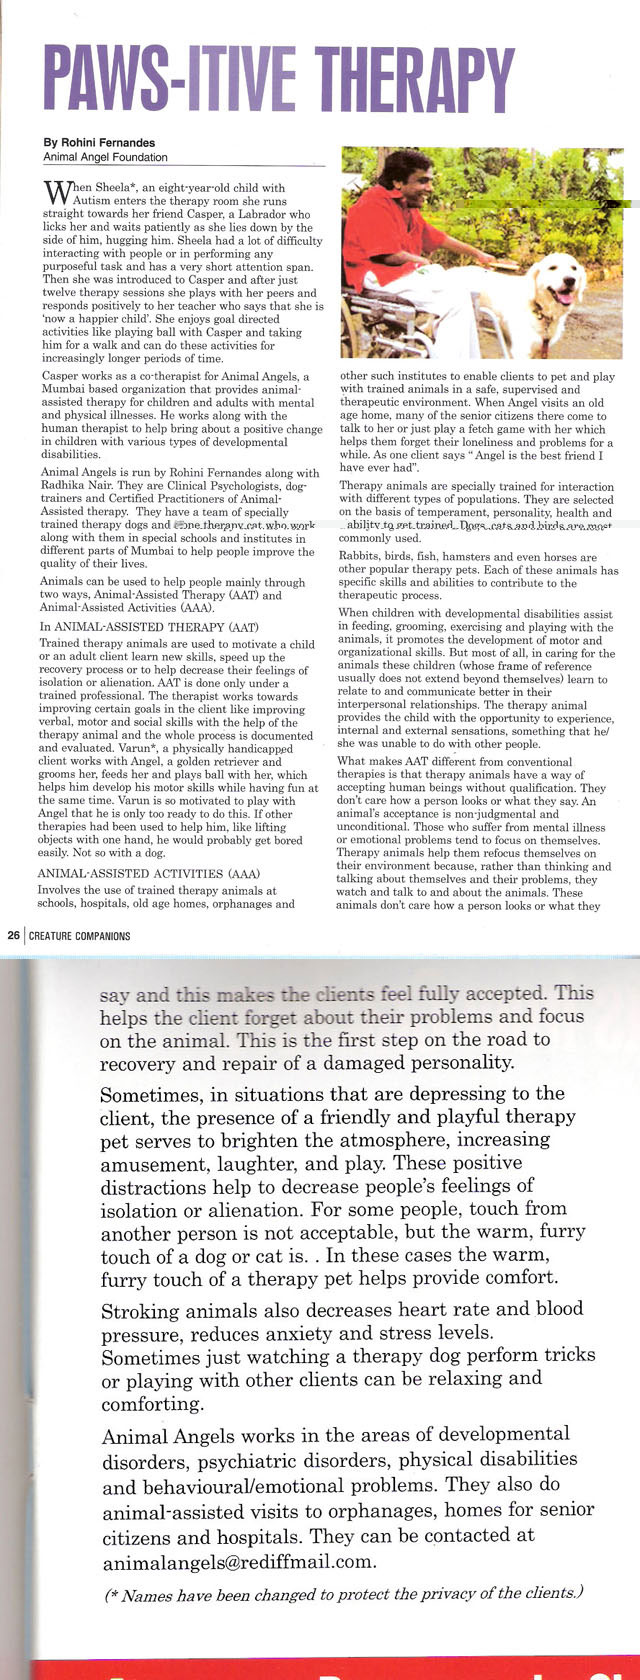 PAWS-ITIVE THERAPY
By Rohini Fernandes
Animal Angel Foundation
When Sheela*, an eight-year-old child with
Autism enters the therapy room she runs
straight towards her friend Casper, a Labrador who
licks her and waits patiently as she lies down by the
side of him, hugging him. Sheela had a lot of difficulty
interacting with people or in performing any
purposeful task and has a very short attention span.
Then she was introduced to Casper and after just
twelve therapy sessions she plays with her peers and
responds positively to her teacher who says that she is
'now a happier child'. She enjoys goal directed
activities like playing ball with Casper and taking
him for a walk and can do these activities for
increasingly longer periods of time.
Casper works as a co-therapist for Animal Angels, a
Mumbai based organization that provides animal-
assisted therapy for children and adults with mental
and physical illnesses. He works along with the
human therapist to help bring about a positive change
in children with various types of developmental
disabilities.
Animal Angels is run by Rohini Fernandes along with
Radhika Nair. They are Clinical Psychologists, dog-
trainers and Certified Practitioners of Animal-
Assisted therapy. They have a team of specially
trained therapy dogs and one therapy cat who work
along with them in special schools and institutes in
different parts of Mumbai to help people improve the
quality of their lives.
Animals can be used to help people mainly through
two ways, Animal-Assisted Therapy (AAT) and
Animal-Assisted Activities (AAA).
In ANIMAL-ASSISTED THERAPY (AAT)
Trained therapy animals are used to motivate a child
or an adult client learn new skills, speed up the
recovery process or to help decrease their feelings of
isolation or alienation. AAT is done only under a
trained professional. The therapist works towards
improving certain goals in the client like improving
verbal, motor and social skills with the help of the
therapy animal and the whole process is documented
and evaluated. Varun*, a physically handicapped
client works with Angel, a golden retriever and
grooms her, feeds her and plays ball with her, which
helps him develop his motor skills while having fun at
the same time. Varun is so motivated to play with
Angel that he is only too ready to do this. If other
therapies had been used to help him, like lifting
objects with one hand, he would probably get bored
easily. Not so with a dog.
ANIMAL-ASSISTED ACTIVITIES (AAA)
Involves the use of trained therapy animals at
schools, hospitals, old age homes, orphanages and
other such institutes to enable clients to pet and play
with trained animals in a safe, supervised and
therapeutic environment. When Angel visits an old
age home, many of the senior citizens there come to
talk to her or just play a fetch game with her which
helps them forget their loneliness and problems for a
while. As one client says " Angel is the best friend I
have ever had".
Therapy animals are specially trained for interaction
with different types of populations. They are selected
on the basis of temperament, personality, health and
ability to get trained. Dogs, cats and birds are most
commonly used.
Rabbits, birds, fish, hamsters and even horses are
other popular therapy pets. Each of these animals has
specific skills and abilities to contribute to the
therapeutic process.
When children with developmental disabilities assist
in feeding, grooming, exercising and playing with the
animals, it promotes the development of motor and
organizational skills. But most of all, in caring for the
animals these children (whose frame of reference
usually does not extend beyond themselves) learn to
relate to and communicate better in their
interpersonal relationships. The therapy animal
provides the child with the opportunity to experience,
internal and external sensations, something that he/
she was unable to do with other people.
What makes AAT different from conventional
therapies is that therapy animals have a way of
accepting human beings without qualification. They
don't care how a person looks or what they say. An
animal's acceptance is non-judgmental and
unconditional. Those who suffer from mental illness
or emotional problems tend to focus on themselves.
Therapy animals help them refocus themselves on
their environment because, rather than thinking and
talking about themselves and their problems, they
watch and talk to and about the animals. These
animals don't care how a person looks or what they
26 CREATURE COMPANIONS
say and this makes the clients feel fully accepted. This
helps the client forget about their problems and focus
on the animal. This is the first step on the road to
recovery and repair of a damaged personality.
Sometimes, in situations that are depressing to the
client, the presence of a friendly and playful therapy
pet serves to brighten the atmosphere, increasing
amusement, laughter, and play. These positive
distractions help to decrease people's feelings of
isolation or alienation. For some people, touch from
another person is not acceptable, but the warm, furry
touch of a dog or cat is. . In these cases the warm,
furry touch of a therapy pet helps provide comfort.
Stroking animals also decreases heart rate and blood
pressure, reduces anxiety and stress levels.
Sometimes just watching a therapy dog perform tricks
or playing with other clients can be relaxing and
comforting.
Animal Angels works in the areas of developmental
disorders, psychiatric disorders, physical disabilities
and behavioural/emotional problems. They also do
animal-assisted visits to orphanages, homes for senior
citizens and hospitals. They can be contacted at
animalangels@rediffmail.com.
(* Names have been changed to protect the privacy of the clients.)